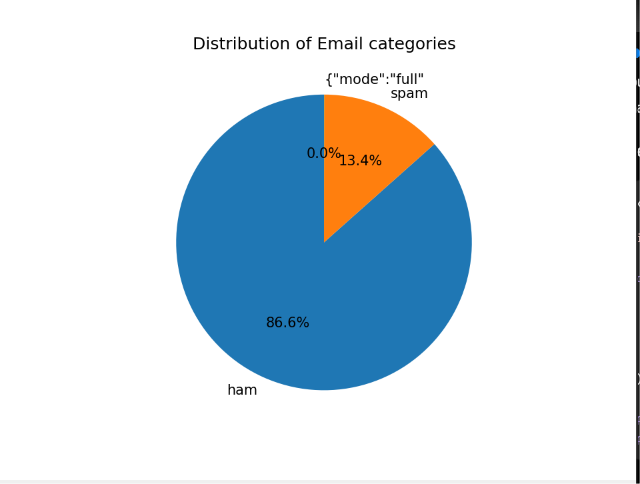 Distribution of Email categories
{"mode":"full"
spam
0.0%
13.4%
86.6%
ham